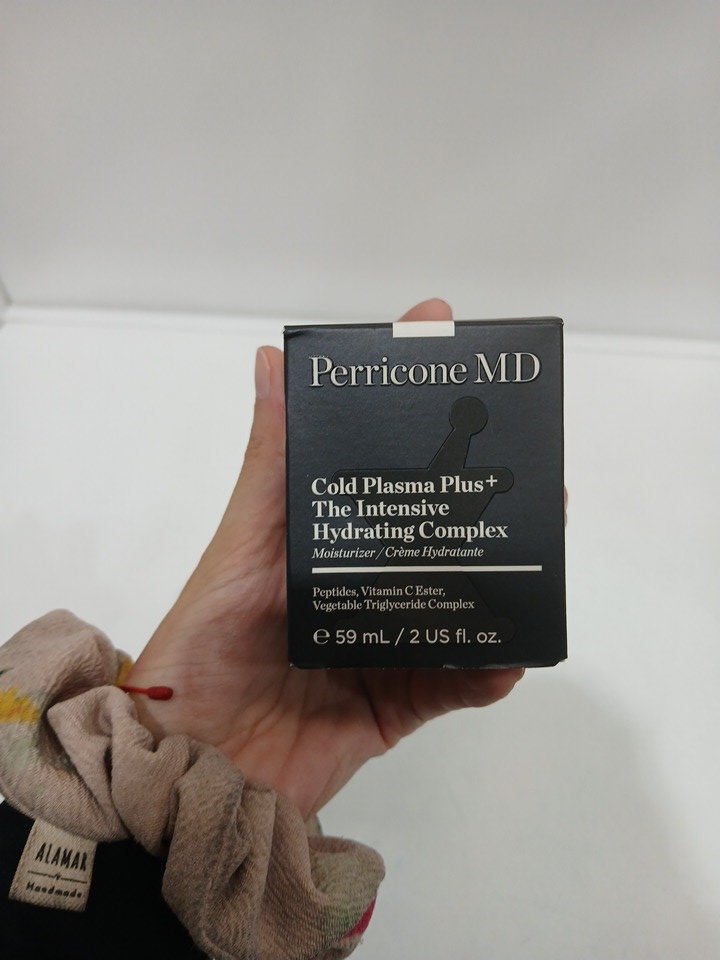 Perricone MD
Cold Plasma Plus+
The Intensive
Hydrating Complex
Moisturizer / Crème Hydratante
Peptides, Vitamin C Ester,
Vegetable Triglyceride Complex
℮ 59 mL / 2 US fl. oz.
ALAMAR
Handmade